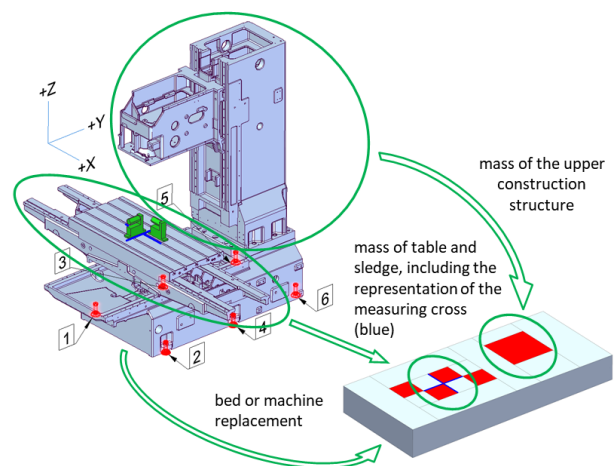 +Z
+Y
+X
5
3
1
2
4
6
mass of the upper
construction
structure
mass of table and
sledge, including the
representation of the
measuring cross
(blue)
bed or machine
replacement